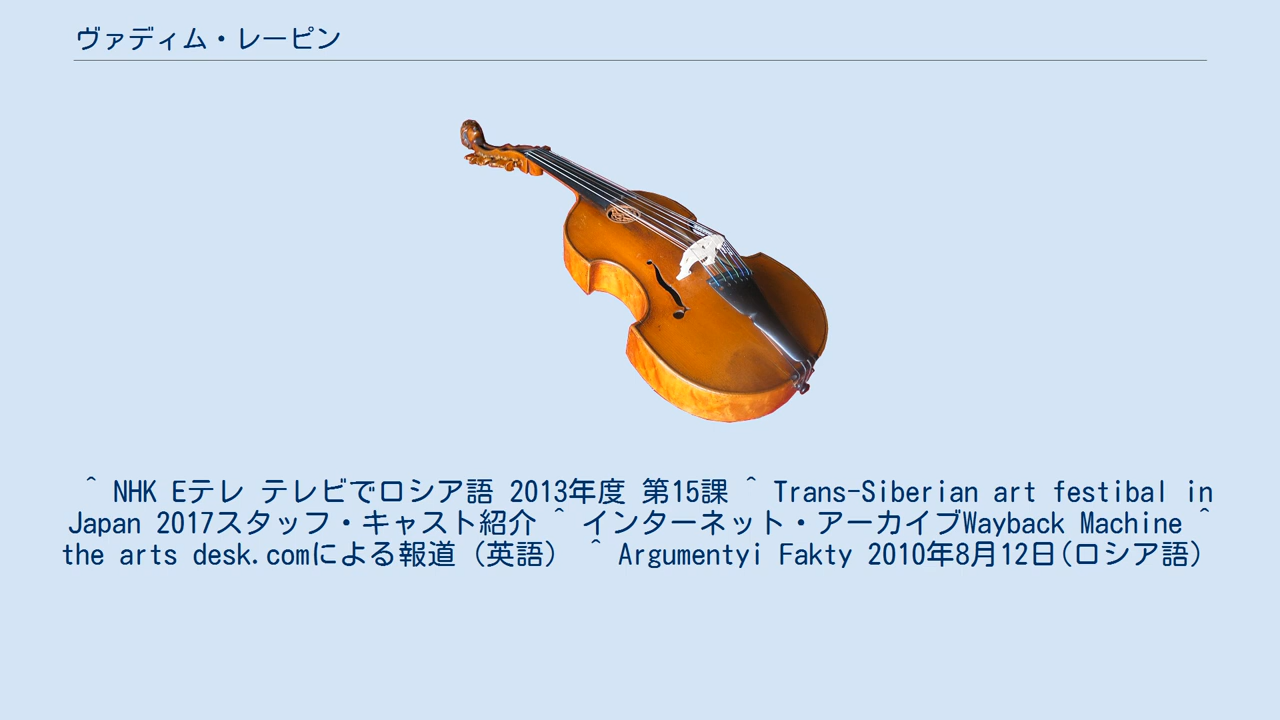 ヴァディム・レーピン
^ NHK Eテレ テレビでロシア語 2013年度 第15課 ^ Trans-Siberian art festibal in
Japan 2017スタッフ・キャスト紹介 ^ インターネット・アーカイブWayback Machine ^
the arts desk.comによる報道（英語） ^ Argumentyi Fakty 2010年8月12日(ロシア語)